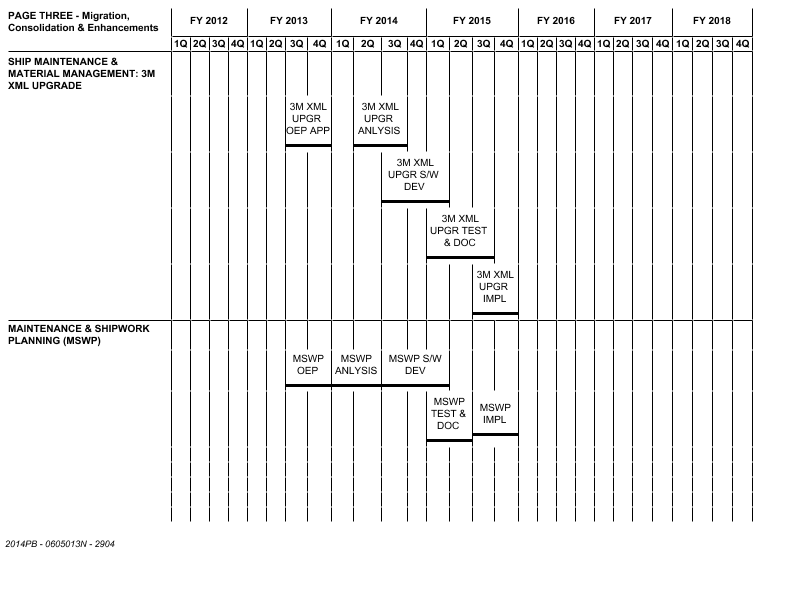 PAGE THREE - Migration,
Consolidation & Enhancements
FY 2012 FY 2013 FY 2014 FY 2015 FY 2016 FY 2017 FY 2018
1Q 2Q 3Q 4Q 1Q 2Q 3Q 4Q 1Q 2Q 3Q 4Q 1Q 2Q 3Q 4Q 1Q 2Q 3Q 4Q 1Q 2Q 3Q 4Q 1Q 2Q 3Q 4Q
SHIP MAINTENANCE &
MATERIAL MANAGEMENT: 3M
XML UPGRADE
3M XML
UPGR
OEP APP
3M XML
UPGR
ANLYSIS
3M XML
UPGR S/W
DEV
3M XML
UPGR TEST
& DOC
3M XML
UPGR
IMPL
MAINTENANCE & SHIPWORK
PLANNING (MSWP)
MSWP
OEP
MSWP
ANLYSIS
MSWP S/W
DEV
MSWP
TEST &
DOC
MSWP
IMPL
2014PB - 0605013N - 2904